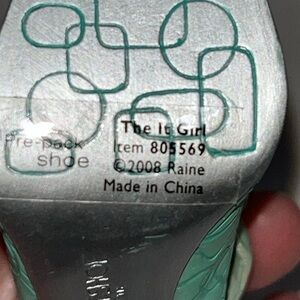 The It Girl
Pre-pack Item 805569
shoe ©2008 Raine
Made in China